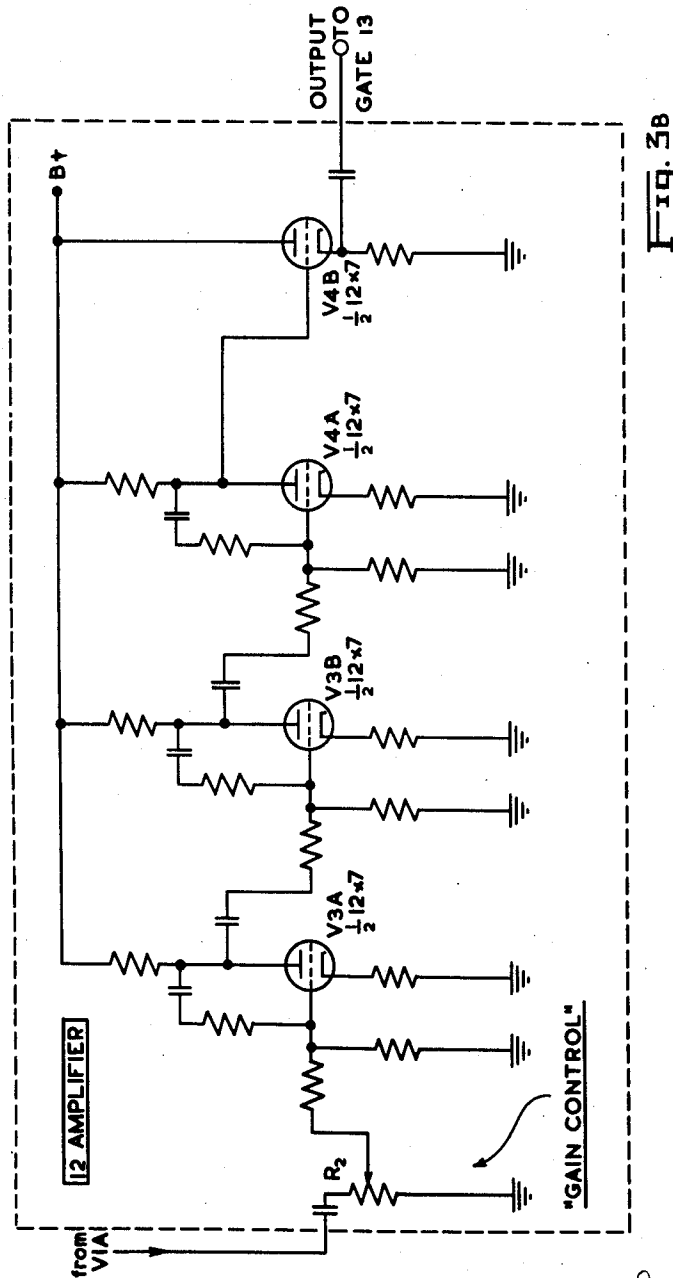 from
V1A
12 AMPLIFIER
R2
"GAIN CONTROL"
V3A
1/2 12x7
V3B
1/2 12x7
V4A
1/2 12x7
V4B
1/2 12x7
B+
OUTPUT
TO
GATE 13
Fig. 3B